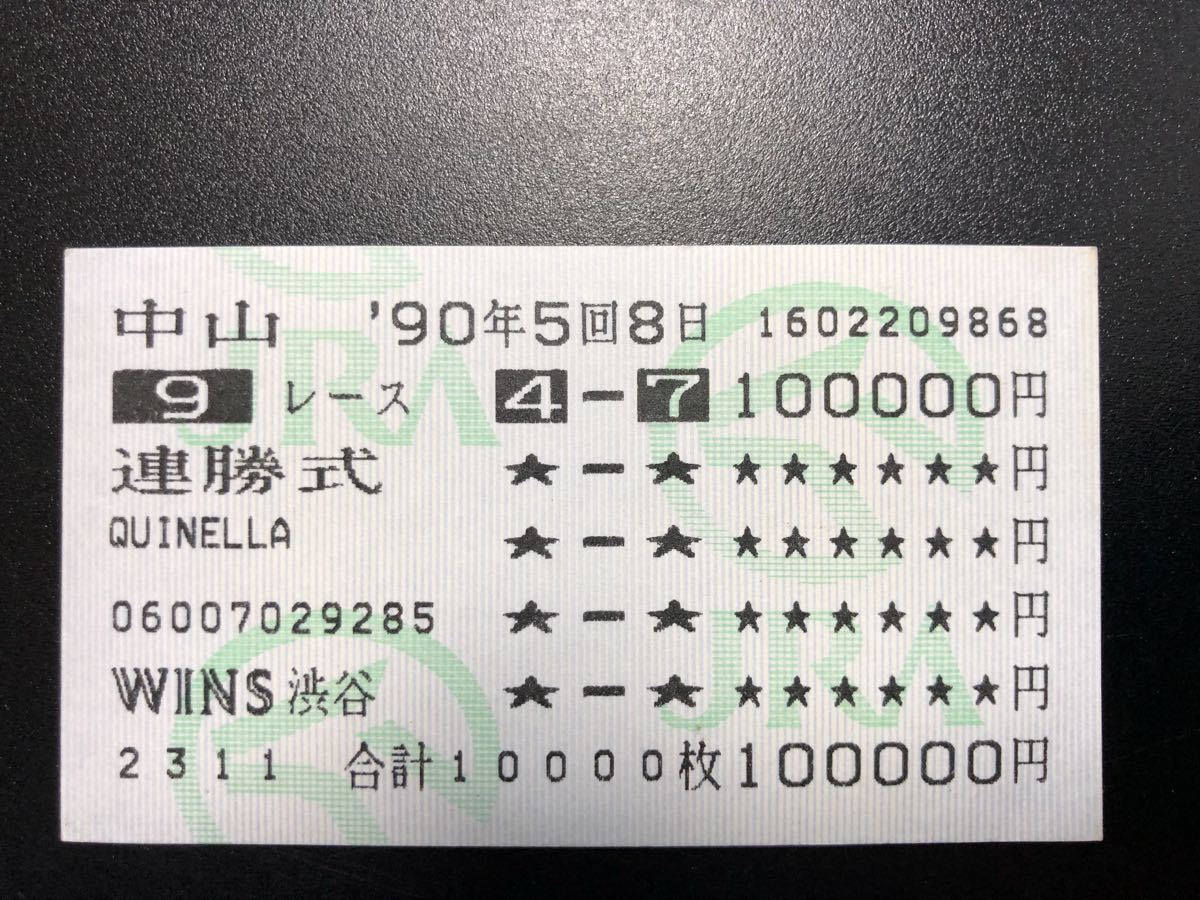 中山 '90年5回8日 1602209868
9 レース 4-7 100000円
連勝式 ★-★ ★★★★★★円
QUINELLA ★-★ ★★★★★★円
06007029285 ★-★ ★★★★★★円
WINS渋谷 ★-★ ★★★★★★円
2311 合計10000枚100000円
JRA
JRA